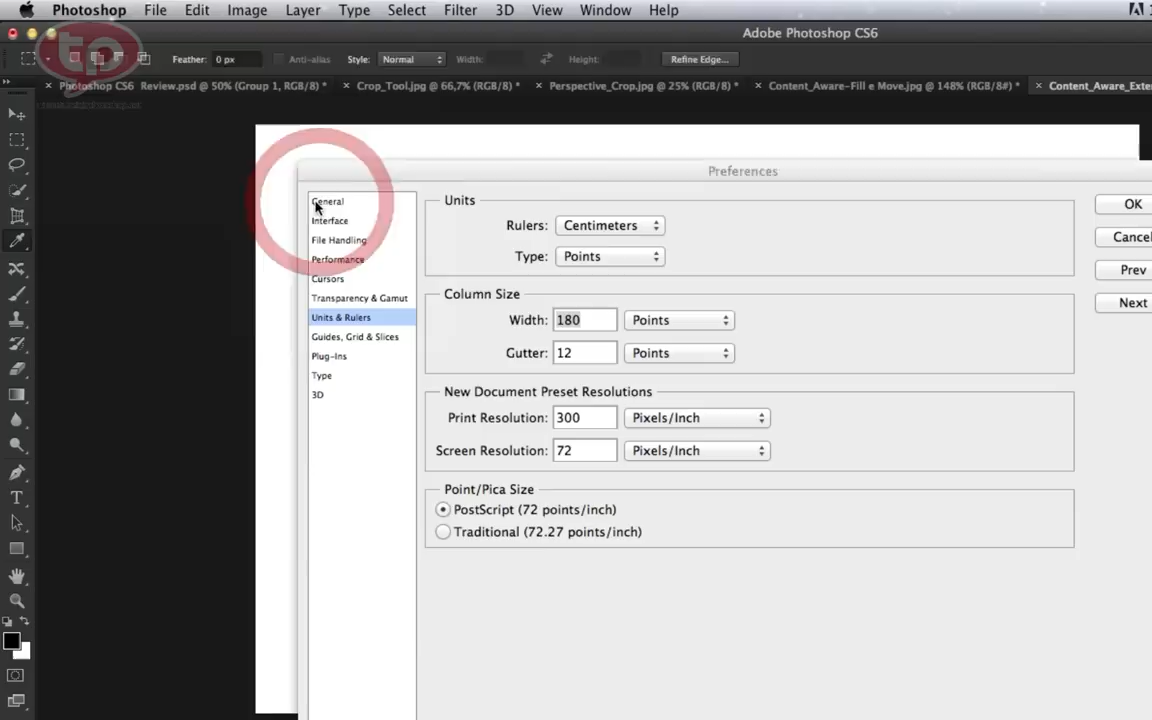 Photoshop File Edit Image Layer Type Select Filter 3D View Window Help
Adobe Photoshop CS6
tp
Feather: 0 px Anti-alias Style: Normal Width: Height: Refine Edge...
Photoshop CS6 Review.psd @ 50% (Group 1, RGB/8) * Crop_Tool.jpg @ 66,7% (RGB/8) * Perspective_Crop.jpg @ 25% (RGB/8) * Content_Aware-Fill e Move.jpg @ 148% (RGB/8#) * Content_Aware_Exte
Preferences
General
Interface
File Handling
Performance
Cursors
Transparency & Gamut
Units & Rulers
Guides, Grid & Slices
Plug-Ins
Type
3D
Units
Rulers: Centimeters
Type: Points
Column Size
Width: 180 Points
Gutter: 12 Points
New Document Preset Resolutions
Print Resolution: 300 Pixels/Inch
Screen Resolution: 72 Pixels/Inch
Point/Pica Size
PostScript (72 points/inch)
Traditional (72.27 points/inch)
OK
Cance
Prev
Next